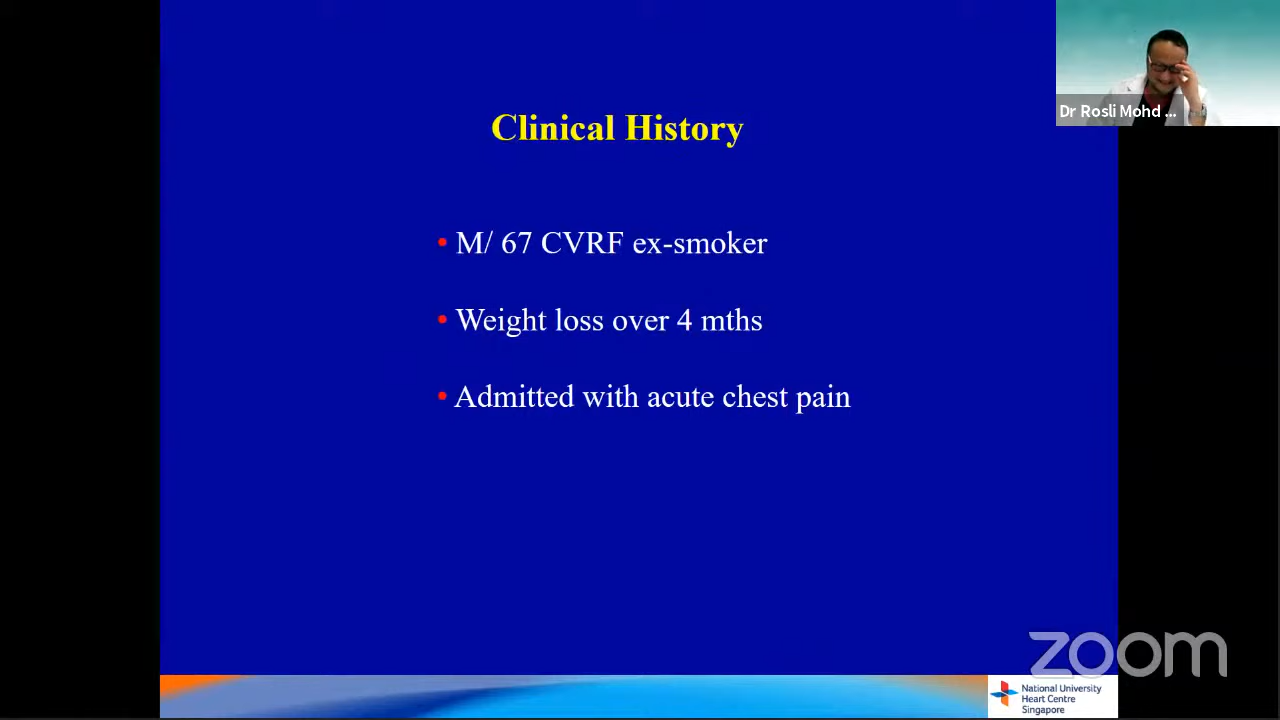 Dr Rosli Mohd ...
Clinical History
• M/ 67 CVRF ex-smoker
• Weight loss over 4 mths
• Admitted with acute chest pain
zoom
National University
Heart Centre
Singapore